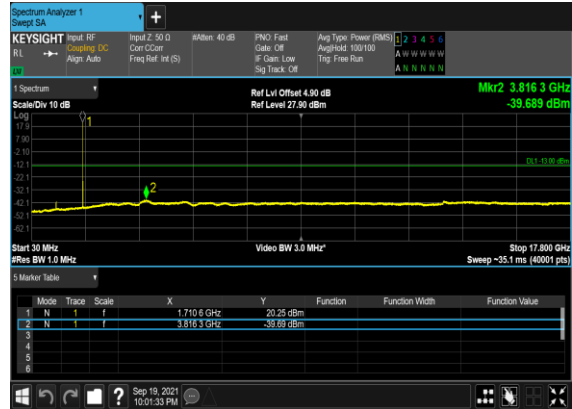 Spectrum Analyzer 1
Swept SA
+
KEYSIGHT Input: RF Input Z: 50 Ω #Atten: 40 dB PNO: Fast Avg Type: Power (RMS) 1 2 3 4 5 6
RL Coupling: DC Corr CCorr Gate: Off Avg|Hold: 100/100 A W W W W W
Align: Auto Freq Ref: Int (S) IF Gain: Low Trig: Free Run
Sig Track: Off A N N N N N
1 Spectrum Ref Lvl Offset 4.90 dB Mkr2 3.816 3 GHz
Scale/Div 10 dB Ref Level 27.90 dBm -39.689 dBm
Log
17.9
7.90
-2.10
-12.1
-22.1
-32.1
-42.1
-52.1
-62.1
1
2
DL1 -13.00 dBm
Start 30 MHz Video BW 3.0 MHz* Stop 17.800 GHz
#Res BW 1.0 MHz Sweep ~35.1 ms (40001 pts)
5 Marker Table
Mode Trace Scale X Y Function Function Width Function Value
1 N 1 f 1.710 6 GHz 20.25 dBm
2 N 1 f 3.816 3 GHz -39.69 dBm
3
4
5
6
? Sep 19, 2021
10:01:33 PM